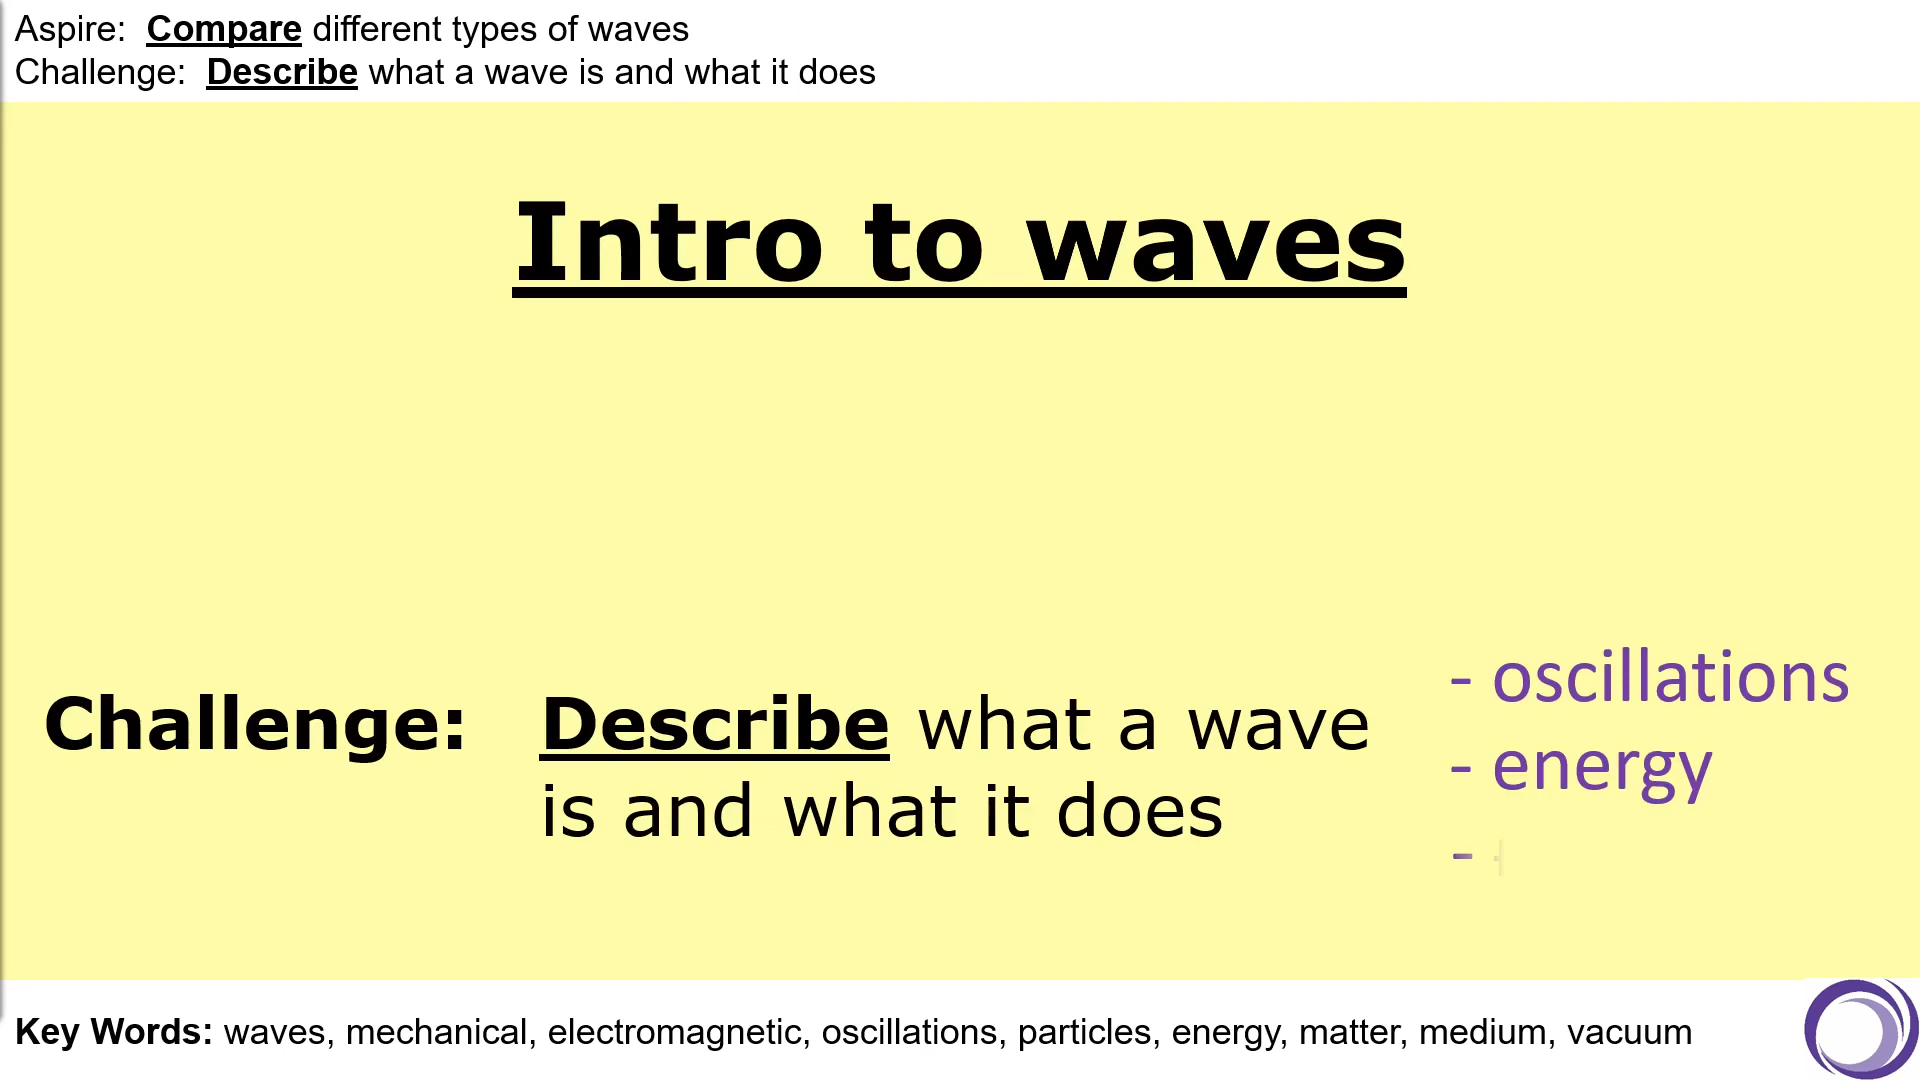 Aspire: Compare different types of waves
Challenge: Describe what a wave is and what it does
Intro to waves
Challenge: Describe what a wave
is and what it does
- oscillations
- energy
-
Key Words: waves, mechanical, electromagnetic, oscillations, particles, energy, matter, medium, vacuum